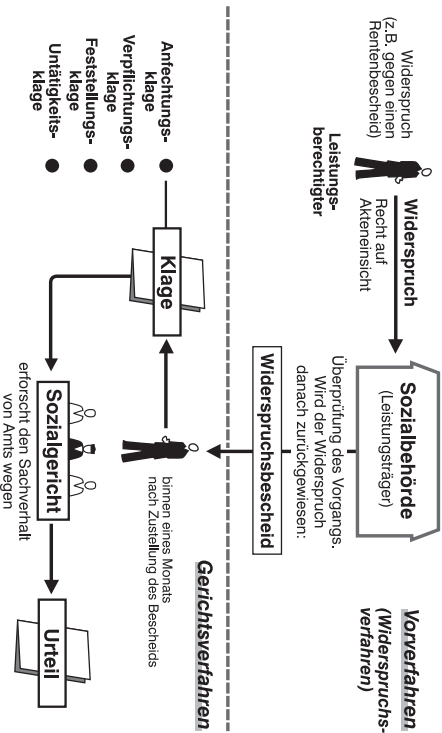 Vorverfahren
(Widerspruchs-
verfahren)
Widerspruch
(z.B. gegen einen
Rentenbescheid)
Leistungs-
berechtigter
Widerspruch
Recht auf
Akteneinsicht
Sozialbehörde
(Leistungsträger)
Überprüfung des Vorgangs.
Wird der Widerspruch
danach zurückgewiesen:
Widerspruchsbescheid
Gerichtsverfahren
binnen eines Monats
nach Zustellung des Bescheids
Klage
Anfechtungs-
klage
Verpflichtungs-
klage
Feststellungs-
klage
Untätigkeits-
klage
Sozialgericht
erforscht den Sachverhalt
von Amts wegen
Urteil